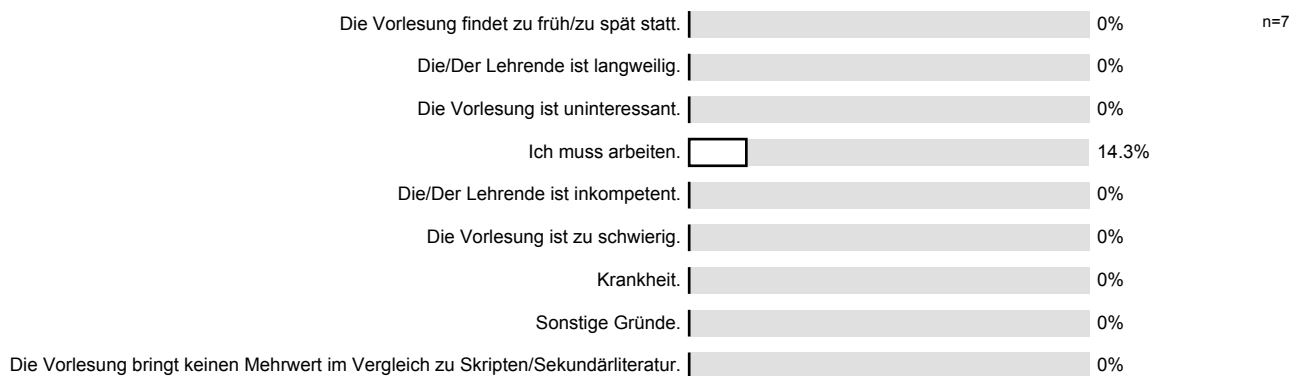 Die Vorlesung findet zu früh/zu spät statt. 0% n=7
Die/Der Lehrende ist langweilig. 0%
Die Vorlesung ist uninteressant. 0%
Ich muss arbeiten. 14.3%
Die/Der Lehrende ist inkompetent. 0%
Die Vorlesung ist zu schwierig. 0%
Krankheit. 0%
Sonstige Gründe. 0%
Die Vorlesung bringt keinen Mehrwert im Vergleich zu Skripten/Sekundärliteratur. 0%